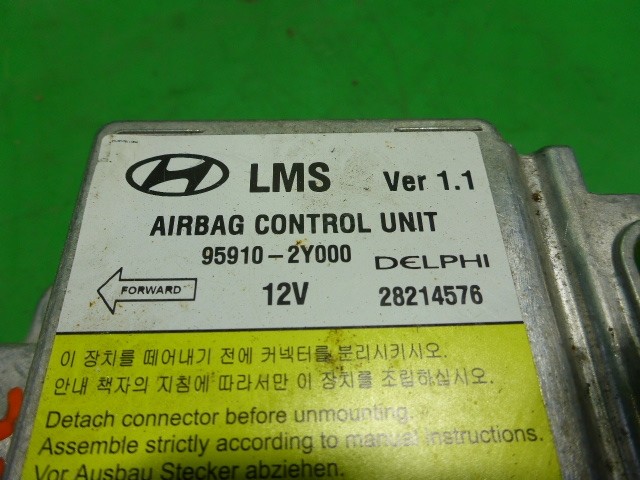 LMS Ver 1.1
AIRBAG CONTROL UNIT
95910-2Y000 DELPHI
FORWARD 12V 28214576
이 장치를 떼어내기 전에 커넥터를 분리시키시오.
안내 책자의 지침에 따라서만 이 장치를 조립하십시오.
Detach connector before unmounting.
Assemble strictly according to manual instructions.
Vor Ausbau Stecker abziehen.